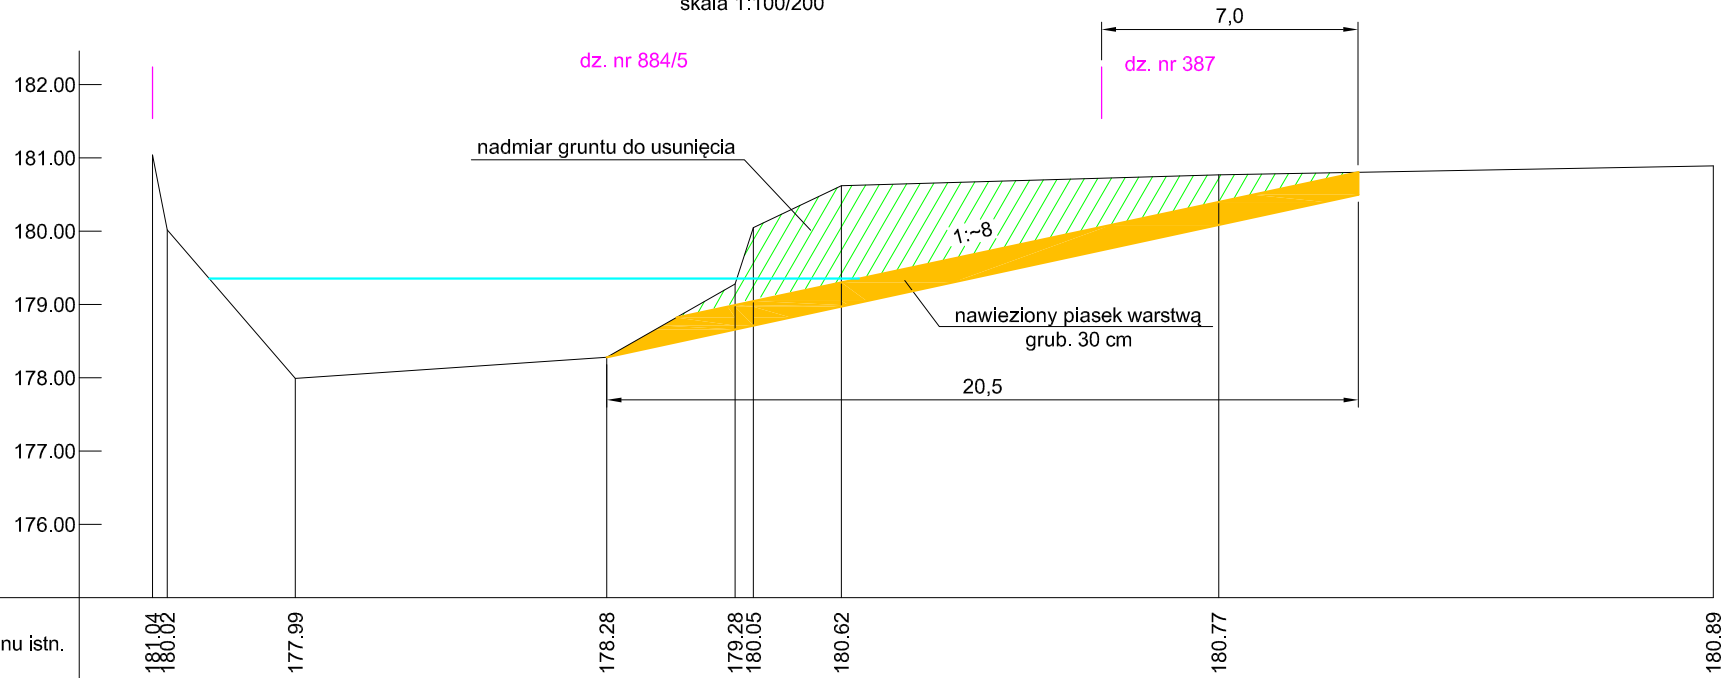 skala 1:100/200
7,0
dz. nr 884/5
dz. nr 387
182.00
nadmiar gruntu do usunięcia
181.00
180.00
1:~8
179.00
nawieziony piasek warstwą
grub. 30 cm
178.00
20,5
177.00
176.00
nu istn.
181.04
180.02
177.99
178.28
179.28
180.05
180.62
180.77
180.89